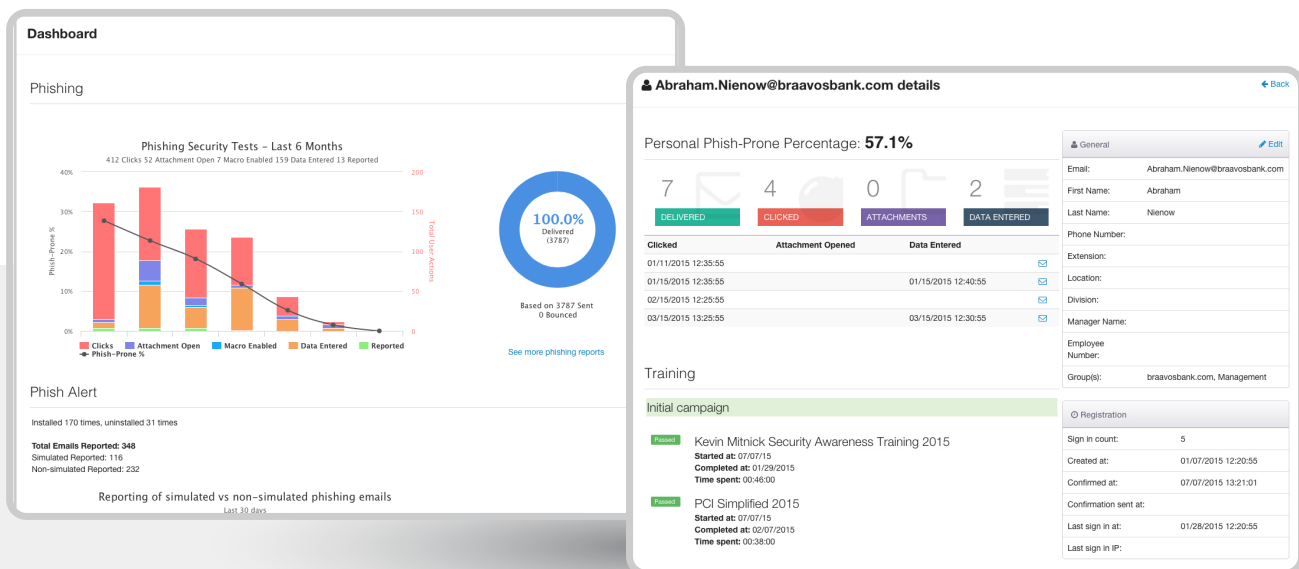 Dashboard
Phishing
Phishing Security Tests – Last 6 Months
412 Clicks 52 Attachment Open 7 Macro Enabled 159 Data Entered 13 Reported
40%
30%
20%
10%
0%
Phish-Prone %
200
150
100
50
0
Total User Actions
Clicks Attachment Open Macro Enabled Data Entered Reported
Phish-Prone %
100.0%
Delivered
(3787)
Based on 3787 Sent
0 Bounced
See more phishing reports
Phish Alert
Installed 170 times, uninstalled 31 times
Total Emails Reported: 348
Simulated Reported: 116
Non-simulated Reported: 232
Reporting of simulated vs non-simulated phishing emails
Last 30 days
Abraham.Nienow@braavosbank.com details
Back
Personal Phish-Prone Percentage: 57.1%
7 4 0 2
DELIVERED CLICKED ATTACHMENTS DATA ENTERED
Clicked Attachment Opened Data Entered
01/11/2015 12:35:55
01/15/2015 12:35:55 01/15/2015 12:40:55
02/15/2015 12:25:55
03/15/2015 13:25:55 03/15/2015 12:30:55
Training
Initial campaign
Passed Kevin Mitnick Security Awareness Training 2015
Started at: 07/07/15
Completed at: 01/29/2015
Time spent: 00:46:00
Passed PCI Simplified 2015
Started at: 07/07/15
Completed at: 02/07/2015
Time spent: 00:38:00
General Edit
Email: Abraham.Nienow@braavosbank.com
First Name: Abraham
Last Name: Nienow
Phone Number:
Extension:
Location:
Division:
Manager Name:
Employee
Number:
Group(s): braavosbank.com, Management
Registration
Sign in count: 5
Created at: 01/07/2015 12:20:55
Confirmed at: 07/07/2015 13:21:01
Confirmation sent at:
Last sign in at: 01/28/2015 12:20:55
Last sign in IP: